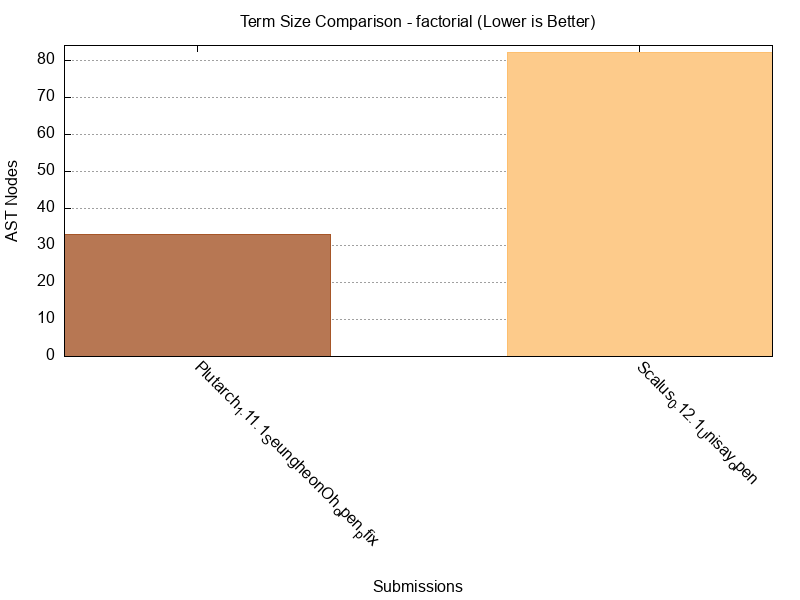 Term Size Comparison - factorial (Lower is Better)
80
70
60
50
40
30
20
10
0
AST Nodes
Plutarch1.11.1SeungheonOhopenpfix
Scalus0.12.1Unisayopen
Submissions